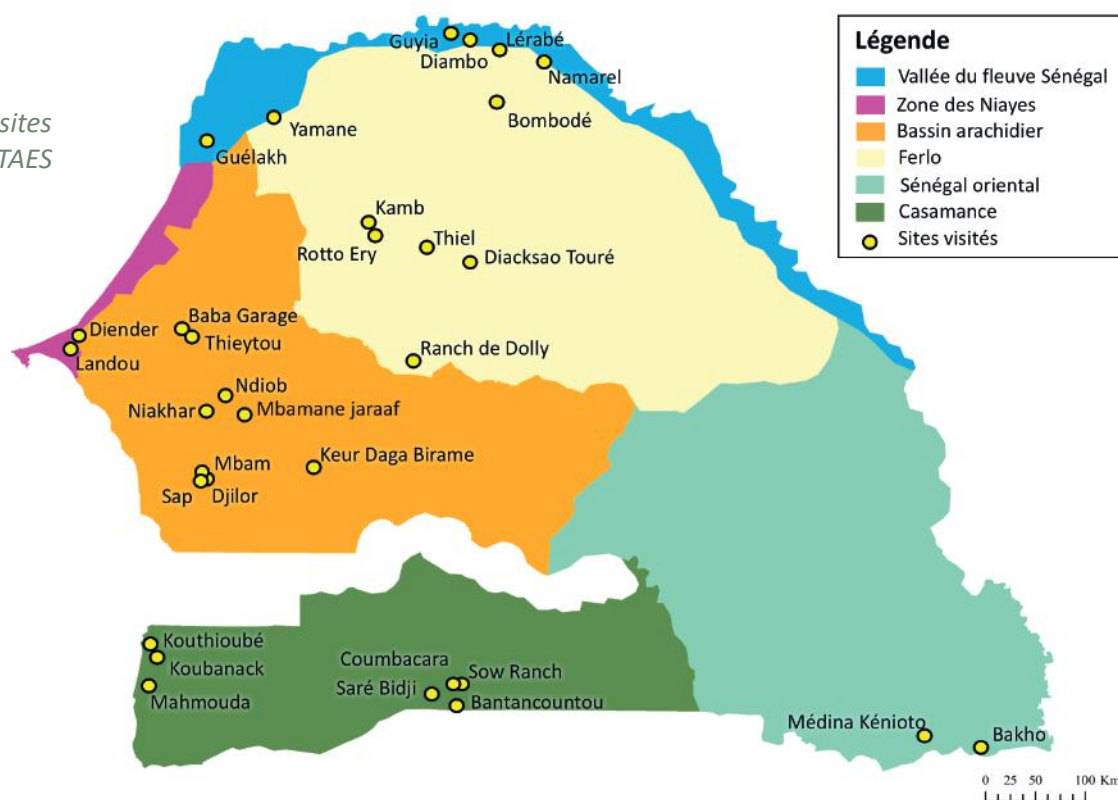 sites
TAES
Légende
Vallée du fleuve Sénégal
Zone des Niayes
Bassin arachidier
Ferlo
Sénégal oriental
Casamance
Sites visités
Guyia
Lérabé
Diambo
Namarel
Bombodé
Yamane
Guélakh
Kamb
Rotto Ery
Thiel
Diacksao Touré
Baba Garage
Diender
Thieytou
Landou
Ranch de Dolly
Ndiob
Niakhar
Mbamane jaraaf
Keur Daga Birame
Mbam
Sap
Djilor
Kouthioubé
Koubanack
Mahmouda
Coumbacara
Sow Ranch
Saré Bidji
Bantancountou
Médina Kénioto
Bakho
0 25 50 100 Km